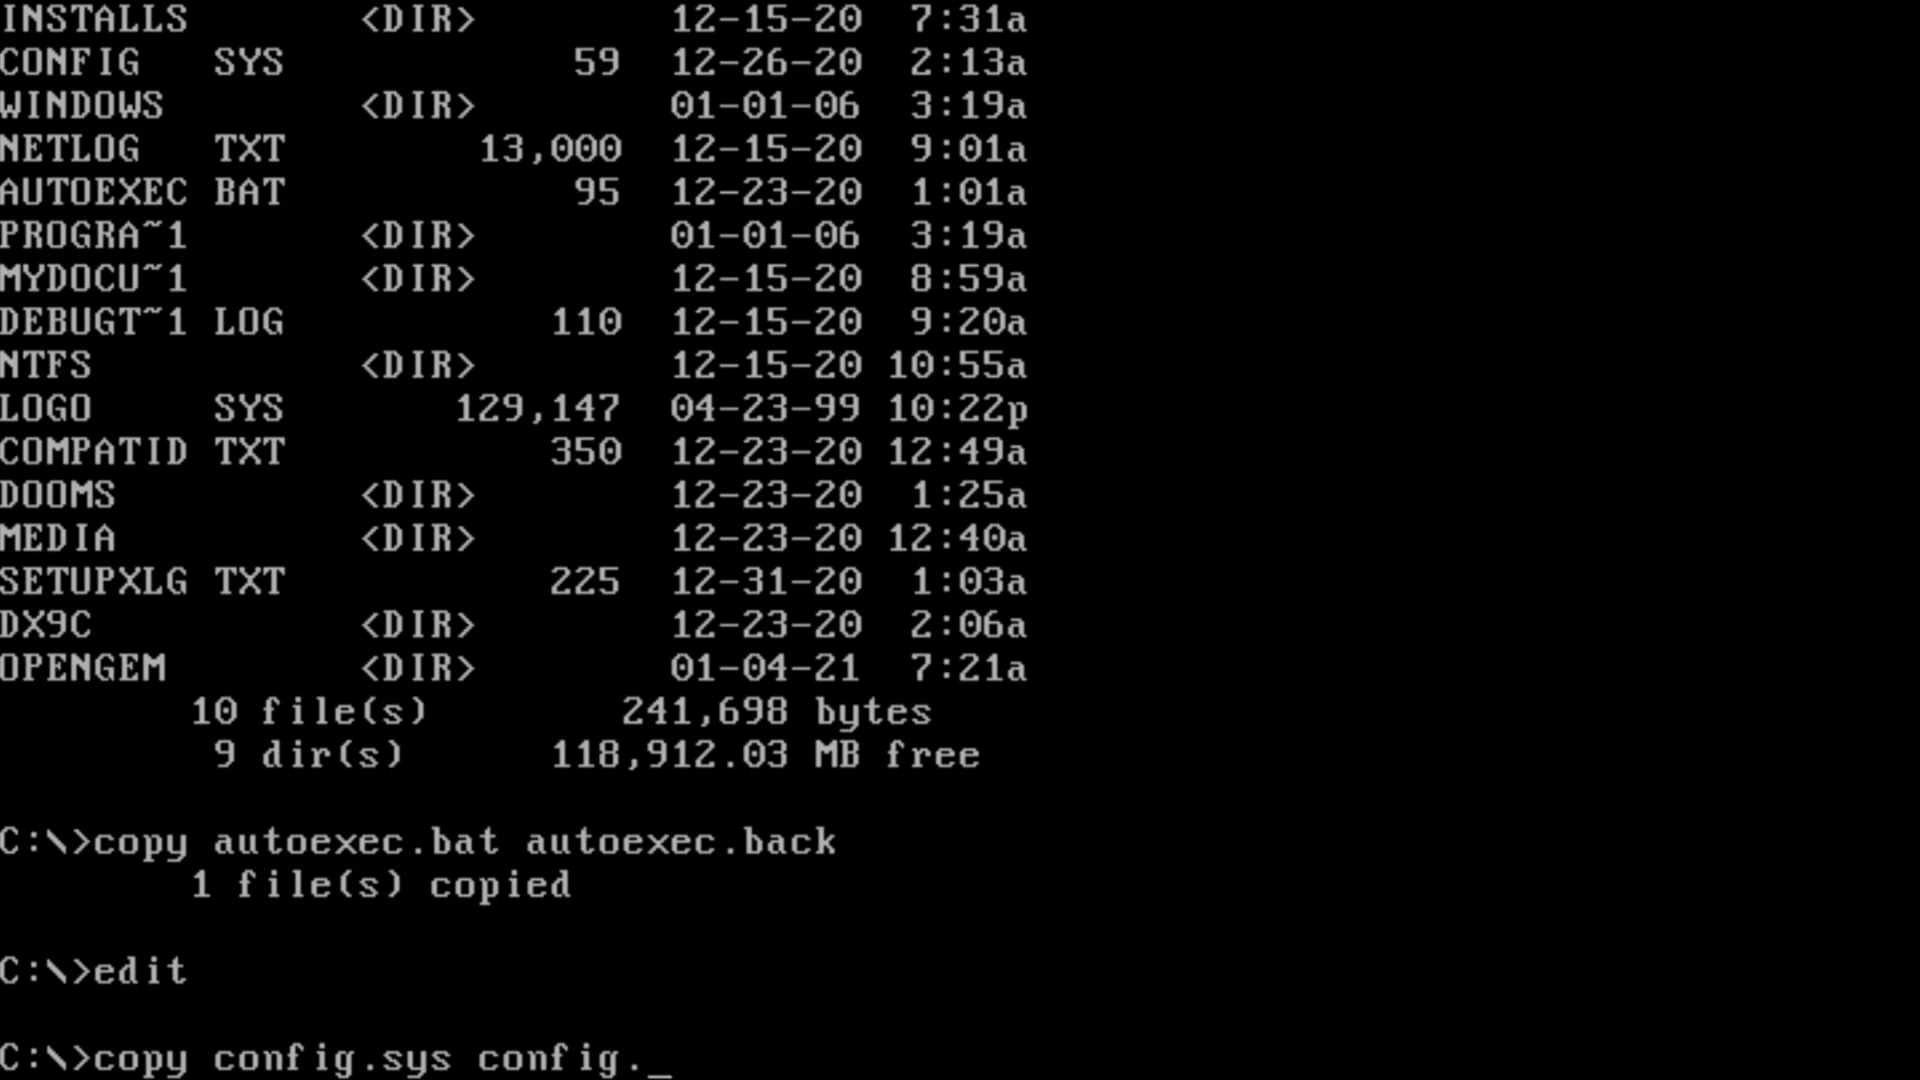 INSTALLS       <DIR>        12-15-20  7:31a
CONFIG   SYS            59  12-26-20  2:13a
WINDOWS        <DIR>        01-01-06  3:19a
NETLOG   TXT        13,000  12-15-20  9:01a
AUTOEXEC BAT            95  12-23-20  1:01a
PROGRA~1       <DIR>        01-01-06  3:19a
MYDOCU~1       <DIR>        12-15-20  8:59a
DEBUGT~1 LOG           110  12-15-20  9:20a
NTFS           <DIR>        12-15-20 10:55a
LOGO     SYS       129,147  04-23-99 10:22p
COMPATID TXT           350  12-23-20 12:49a
DOOMS          <DIR>        12-23-20  1:25a
MEDIA          <DIR>        12-23-20 12:40a
SETUPXLG TXT           225  12-31-20  1:03a
DX9C           <DIR>        12-23-20  2:06a
OPENGEM        <DIR>        01-04-21  7:21a
10 file(s)        241,698 bytes
9 dir(s)      118,912.03 MB free
C:\>copy autoexec.bat autoexec.back
1 file(s) copied
C:\>edit
C:\>copy config.sys config._